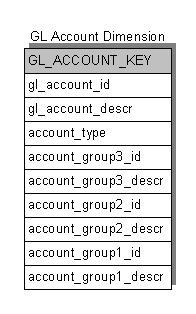 GL Account Dimension
GL_ACCOUNT_KEY
gl_account_id
gl_account_descr
account_type
account_group3_id
account_group3_descr
account_group2_id
account_group2_descr
account_group1_id
account_group1_descr